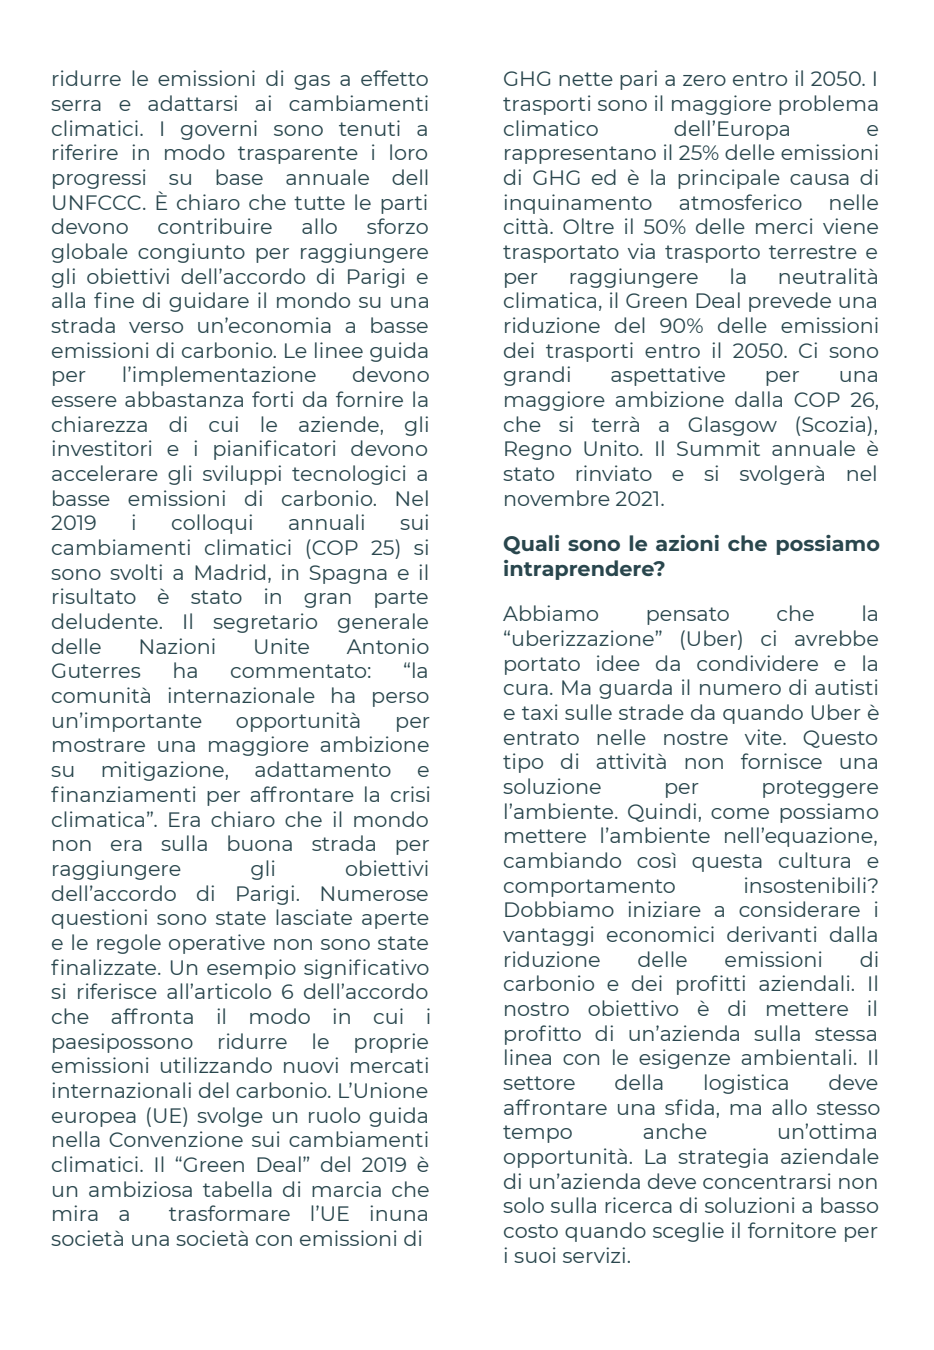 ridurre le emissioni di gas a effetto
serra e adattarsi ai cambiamenti
climatici. I governi sono tenuti a
riferire in modo trasparente i loro
progressi su base annuale dell
UNFCCC. È chiaro che tutte le parti
devono contribuire allo sforzo
globale congiunto per raggiungere
gli obiettivi dell’accordo di Parigi e
alla fine di guidare il mondo su una
strada verso un’economia a basse
emissioni di carbonio. Le linee guida
per l’implementazione devono
essere abbastanza forti da fornire la
chiarezza di cui le aziende, gli
investitori e i pianificatori devono
accelerare gli sviluppi tecnologici a
basse emissioni di carbonio. Nel
2019 i colloqui annuali sui
cambiamenti climatici (COP 25) si
sono svolti a Madrid, in Spagna e il
risultato è stato in gran parte
deludente. Il segretario generale
delle Nazioni Unite Antonio
Guterres ha commentato: “la
comunità internazionale ha perso
un’importante opportunità per
mostrare una maggiore ambizione
su mitigazione, adattamento e
finanziamenti per affrontare la crisi
climatica”. Era chiaro che il mondo
non era sulla buona strada per
raggiungere gli obiettivi
dell’accordo di Parigi. Numerose
questioni sono state lasciate aperte
e le regole operative non sono state
finalizzate. Un esempio significativo
si riferisce all’articolo 6 dell’accordo
che affronta il modo in cui i
paesipossono ridurre le proprie
emissioni utilizzando nuovi mercati
internazionali del carbonio. L’Unione
europea (UE) svolge un ruolo guida
nella Convenzione sui cambiamenti
climatici. Il “Green Deal” del 2019 è
un ambiziosa tabella di marcia che
mira a trasformare l’UE inuna
società una società con emissioni di
GHG nette pari a zero entro il 2050. I
trasporti sono il maggiore problema
climatico dell’Europa e
rappresentano il 25% delle emissioni
di GHG ed è la principale causa di
inquinamento atmosferico nelle
città. Oltre il 50% delle merci viene
trasportato via trasporto terrestre e
per raggiungere la neutralità
climatica, il Green Deal prevede una
riduzione del 90% delle emissioni
dei trasporti entro il 2050. Ci sono
grandi aspettative per una
maggiore ambizione dalla COP 26,
che si terrà a Glasgow (Scozia),
Regno Unito. Il Summit annuale è
stato rinviato e si svolgerà nel
novembre 2021.
Quali sono le azioni che possiamo
intraprendere?
Abbiamo pensato che la
“uberizzazione” (Uber) ci avrebbe
portato idee da condividere e la
cura. Ma guarda il numero di autisti
e taxi sulle strade da quando Uber è
entrato nelle nostre vite. Questo
tipo di attività non fornisce una
soluzione per proteggere
l’ambiente. Quindi, come possiamo
mettere l’ambiente nell’equazione,
cambiando così questa cultura e
comportamento insostenibili?
Dobbiamo iniziare a considerare i
vantaggi economici derivanti dalla
riduzione delle emissioni di
carbonio e dei profitti aziendali. Il
nostro obiettivo è di mettere il
profitto di un’azienda sulla stessa
linea con le esigenze ambientali. Il
settore della logistica deve
affrontare una sfida, ma allo stesso
tempo anche un’ottima
opportunità. La strategia aziendale
di un’azienda deve concentrarsi non
solo sulla ricerca di soluzioni a basso
costo quando sceglie il fornitore per
i suoi servizi.